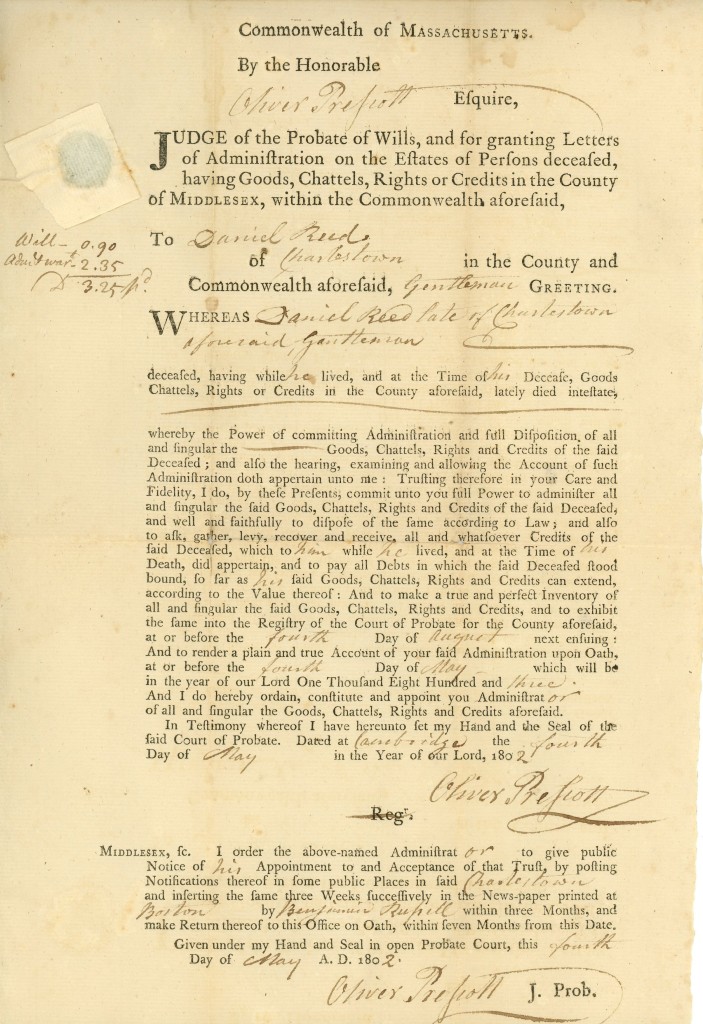 Commonwealth of MASSACHUSETTS.
By the Honorable
Oliver Preſcott Eſquire,
JUDGE of the Probate of Wills, and for granting Letters
of Adminiſtration on the Eſtates of Perſons deceaſed,
having Goods, Chattels, Rights or Credits in the County
of MIDDLESEX, within the Commonwealth aforeſaid,
Will - 0.90
2.35
3.25 pd.
To Daniel Reed
of Charlestown in the County and
Commonwealth aforeſaid, Gentleman GREETING.
WHEREAS Daniel Reed late of Charlestown
aforesaid, Gentleman
deceaſed, having while he lived, and at the Time of his Deceaſe, Goods
Chattels, Rights or Credits in the County aforeſaid, lately died inteſtate,
whereby the Power of committing Adminiſtration and full Diſpoſition of all
and ſingular the Goods, Chattels, Rights and Credits of the ſaid
Deceaſed ; and alſo the hearing, examining and allowing the Account of ſuch
Adminiſtration doth appertain unto me : Truſting therefore in your Care and
Fidelity, I do, by theſe Preſents, commit unto you full Power to adminiſter all
and ſingular the ſaid Goods, Chattels, Rights and Credits of the ſaid Deceaſed,
and well and faithfully to diſpoſe of the ſame according to Law ; and alſo
to aſk, gather, levy, recover and receive, all and whatſoever Credits of the
ſaid Deceaſed, which to him while he lived, and at the Time of his
Death, did appertain, and to pay all Debts in which the ſaid Deceaſed ſtood
bound, ſo far as his ſaid Goods, Chattels, Rights and Credits can extend,
according to the Value thereof : And to make a true and perfect Inventory of
all and ſingular the ſaid Goods, Chattels, Rights and Credits, and to exhibit
the ſame into the Regiſtry of the Court of Probate for the County aforeſaid,
at or before the fourth Day of August next enſuing :
And to render a plain and true Account of your ſaid Adminiſtration upon Oath,
at or before the fourth Day of May which will be
in the year of our Lord One Thouſand Eight Hundred and three.
And I do hereby ordain, conſtitute and appoint you Adminiſtrator
of all and ſingular the Goods, Chattels, Rights and Credits aforeſaid.
In Teſtimony whereof I have hereunto ſet my Hand and the Seal of the
ſaid Court of Probate. Dated at Cambridge the fourth
Day of May in the Year of our Lord, 1802
Oliver Preſcott
Regr.
MIDDLESEX, ſc. I order the above-named Adminiſtrator to give public
Notice of his Appointment to and Acceptance of that Truſt, by poſting
Notifications thereof in ſome public Places in ſaid Charlestown
and inſerting the ſame three Weeks ſucceſſively in the News-paper printed at
Boston by Benjamin Ruſsell within three Months, and
make Return thereof to this Office on Oath, within ſeven Months from this Date.
Given under my Hand and Seal in open Probate Court, this fourth
Day of May A. D. 1802.
Oliver Preſcott J. Prob.